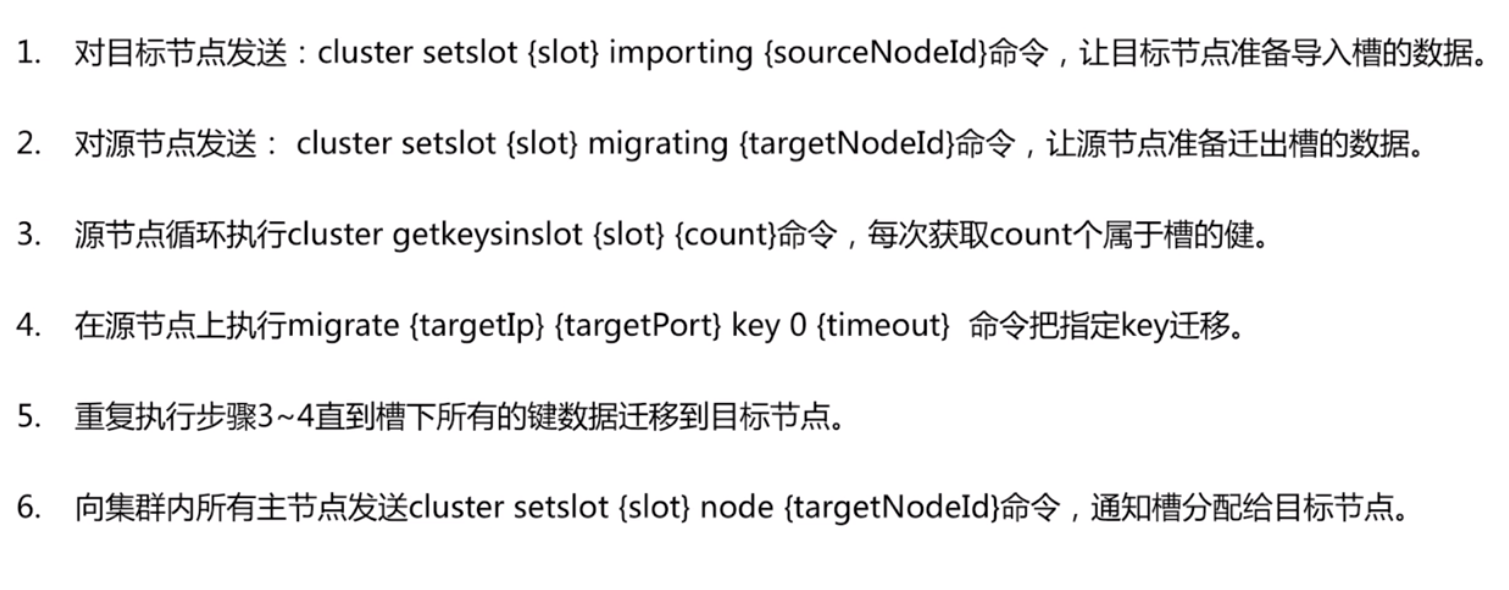 1. 对目标节点发送：cluster setslot {slot} importing {sourceNodeId}命令，让目标节点准备导入槽的数据。
2. 对源节点发送： cluster setslot {slot} migrating {targetNodeId}命令，让源节点准备迁出槽的数据。
3. 源节点循环执行cluster getkeysinslot {slot} {count}命令，每次获取count个属于槽的健。
4. 在源节点上执行migrate {targetIp} {targetPort} key 0 {timeout} 命令把指定key迁移。
5. 重复执行步骤3~4直到槽下所有的键数据迁移到目标节点。
6. 向集群内所有主节点发送cluster setslot {slot} node {targetNodeId}命令，通知槽分配给目标节点。